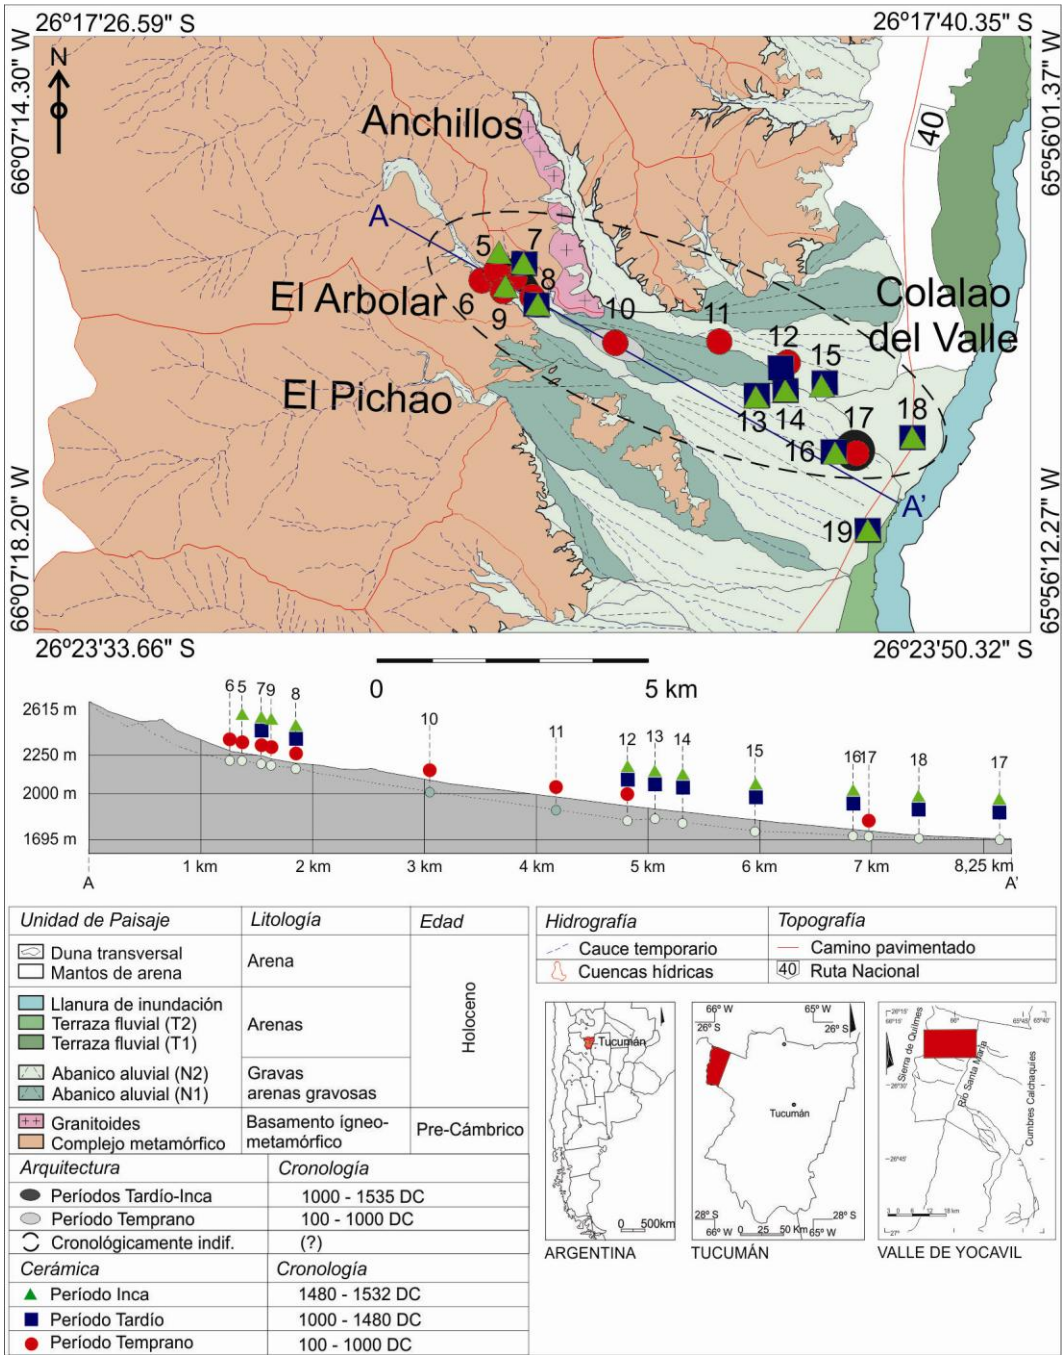 26º17'26.59" S
26º17'40.35" S
66º07'14.30" W
65º56'01.37" W
N
40
Anchillos
A
5
7
El Arbolar
6
8
9
10
11
Colalao
del Valle
12
15
El Pichao
13
14
17
18
16
A'
19
66º07'18.20" W
65º56'12.27" W
26º23'33.66" S
26º23'50.32" S
0
5 km
6 5 7 9 8
10
11
12 13 14
15
16 17 18 17
2615 m
2250 m
2000 m
1695 m
1 km 2 km 3 km 4 km 5 km 6 km 7 km 8,25 km
A
A'
Unidad de Paisaje Litología Edad
Duna transversal
Mantos de arena
Arena
Llanura de inundación
Terraza fluvial (T2)
Terraza fluvial (T1)
Arenas
Holoceno
Abanico aluvial (N2)
Abanico aluvial (N1)
Gravas
arenas gravosas
Granitoides
Complejo metamórfico
Basamento ígneo-
metamórfico
Pre-Cámbrico
Arquitectura Cronología
Períodos Tardío-Inca 1000 - 1535 DC
Período Temprano 100 - 1000 DC
Cronológicamente indif. (?)
Cerámica Cronología
Período Inca 1480 - 1532 DC
Período Tardío 1000 - 1480 DC
Período Temprano 100 - 1000 DC
Hidrografía Topografía
Cauce temporario Camino pavimentado
Cuencas hídricas 40 Ruta Nacional
Tucumán
0 500km
ARGENTINA
66º W 65º W
26º S 26º S
Tucumán
28º S 28º S
66º W 0 25 50 Km 65º W
TUCUMÁN
26º15'
66º15' 66º 65º45' 65º40'
Sierra de Quilmes
26º30'
Río Santa María
Cumbres Calchaquíes
26º45'
27º
VALLE DE YOCAVIL